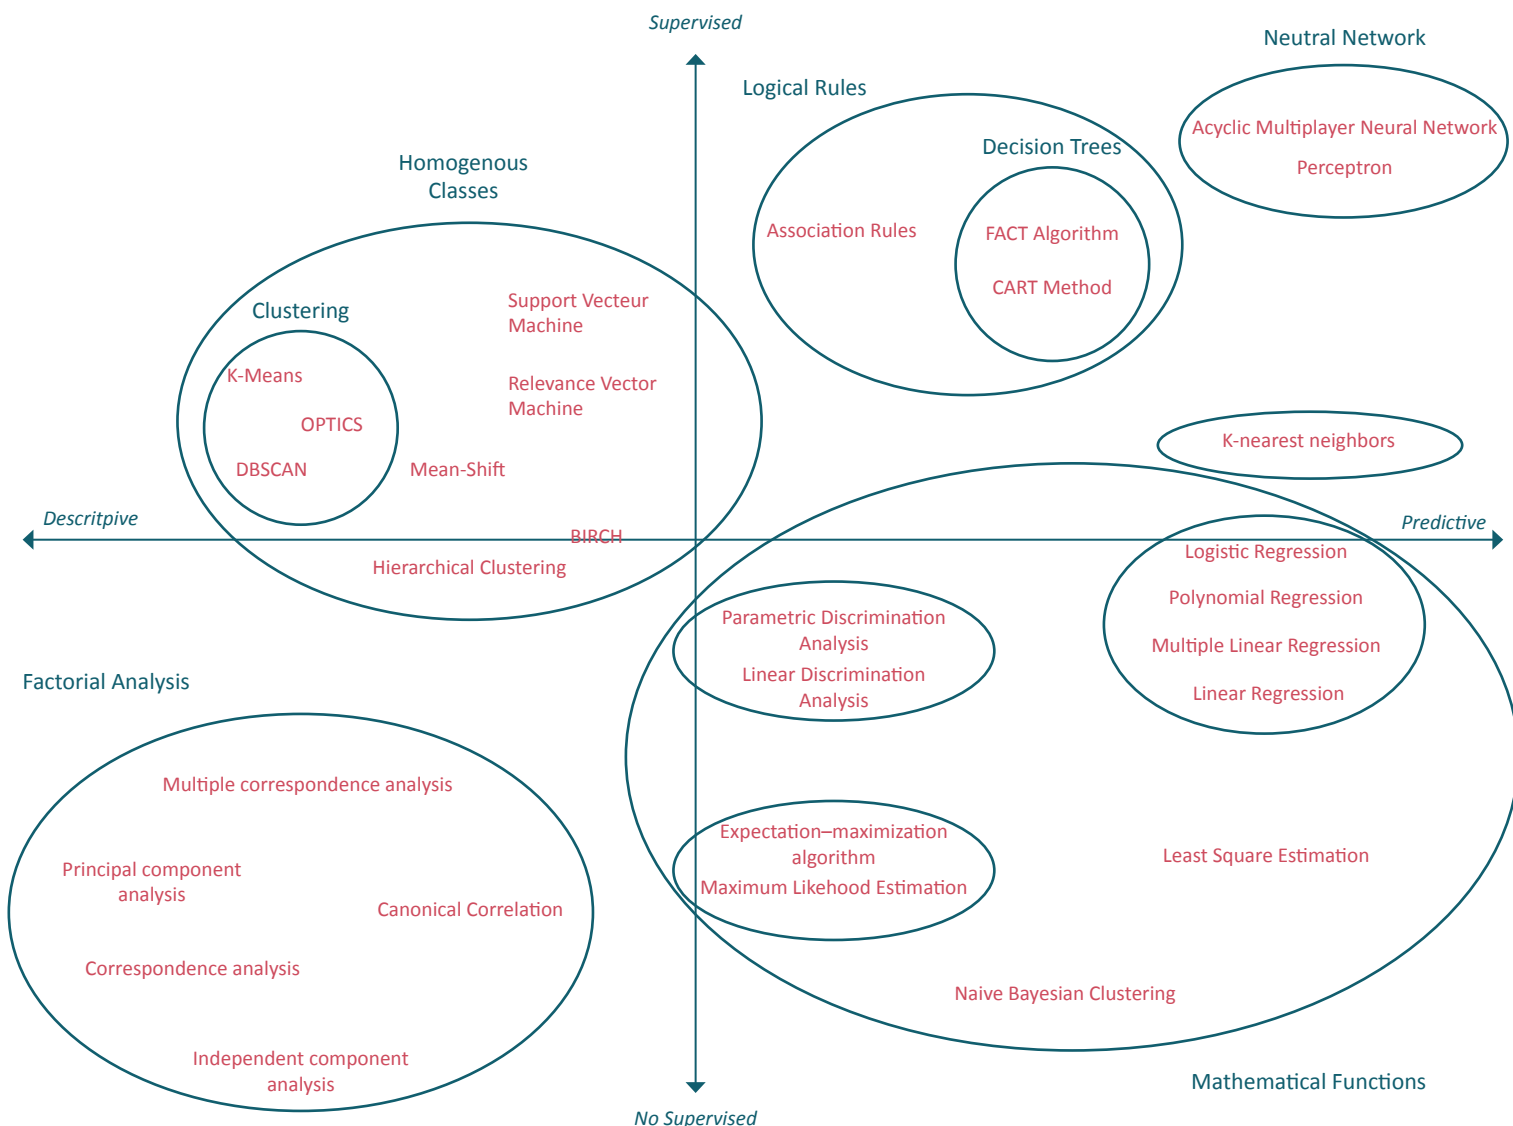 Supervised
Neutral Network
Logical Rules
Acyclic Multiplayer Neural Network
Perceptron
Decision Trees
Homogenous
Classes
Association Rules
FACT Algorithm
CART Method
Support Vecteur
Machine
Clustering
K-Means
Relevance Vector
Machine
OPTICS
DBSCAN
Mean-Shift
K-nearest neighbors
Descritpive
Predictive
BIRCH
Hierarchical Clustering
Logistic Regression
Polynomial Regression
Multiple Linear Regression
Linear Regression
Parametric Discrimination
Analysis
Linear Discrimination
Analysis
Factorial Analysis
Multiple correspondence analysis
Principal component
analysis
Canonical Correlation
Correspondence analysis
Independent component
analysis
Expectation–maximization
algorithm
Maximum Likehood Estimation
Least Square Estimation
Naive Bayesian Clustering
Mathematical Functions
No Supervised